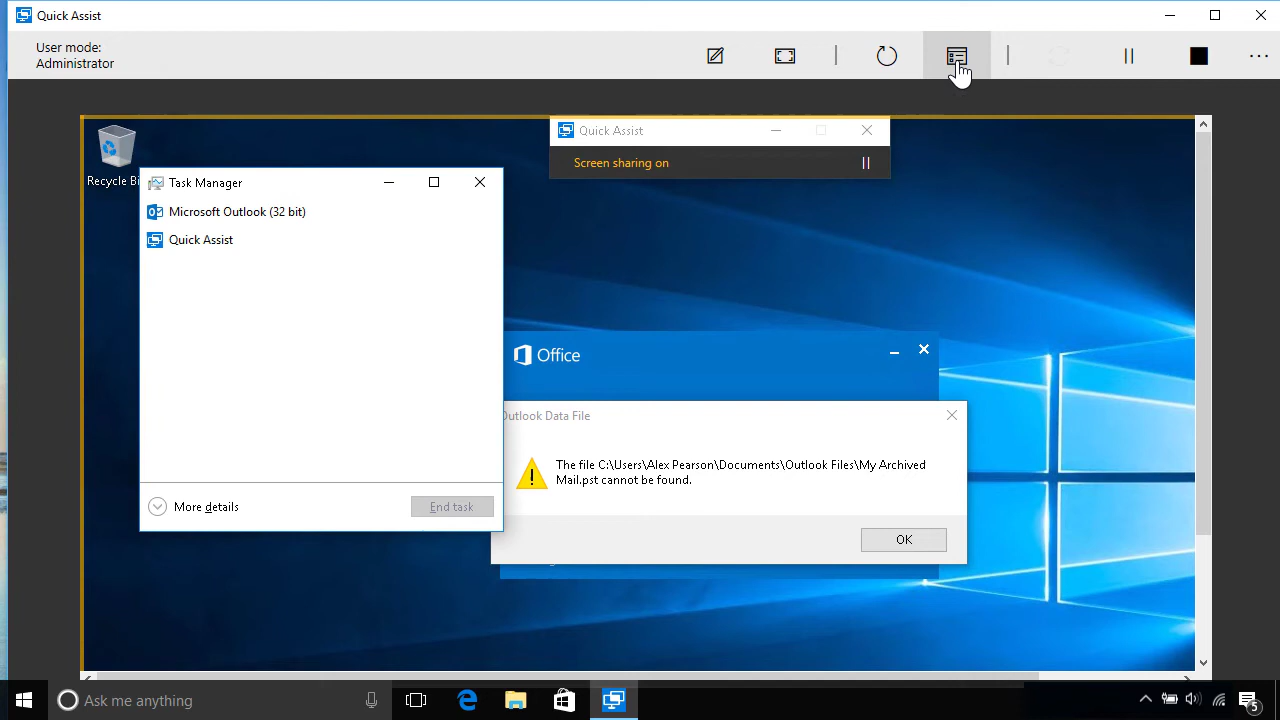 Quick Assist
User mode:
Administrator
Quick Assist
Screen sharing on
Recycle Bi
Task Manager
Microsoft Outlook (32 bit)
Quick Assist
More details
End task
Office
Outlook Data File
The file C:\Users\Alex Pearson\Documents\Outlook Files\My Archived
Mail.pst cannot be found.
OK
Ask me anything
5